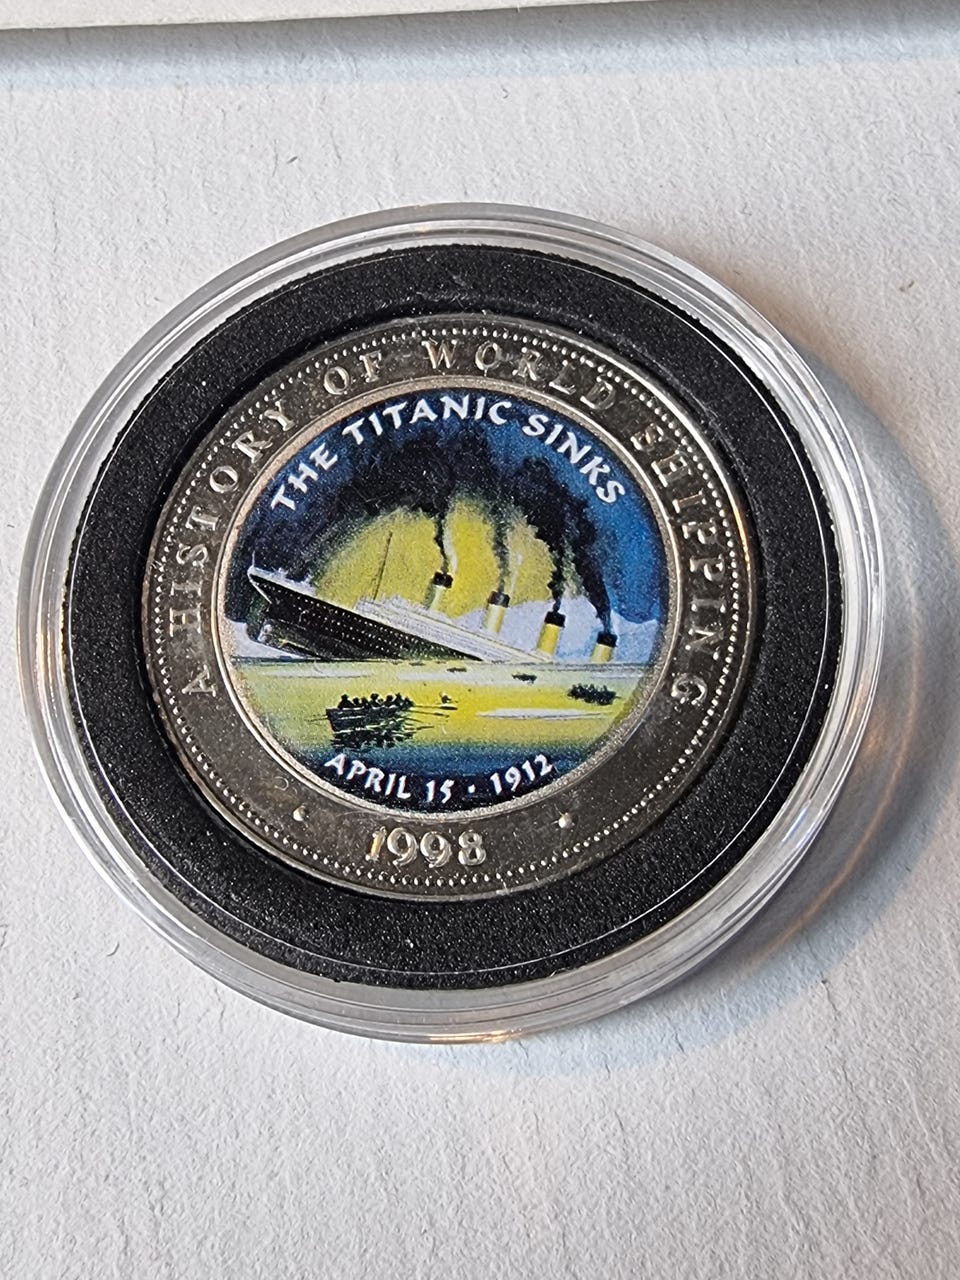 A HISTORY OF WORLD SHIPPING
THE TITANIC SINKS
APRIL 15 · 1912
1998